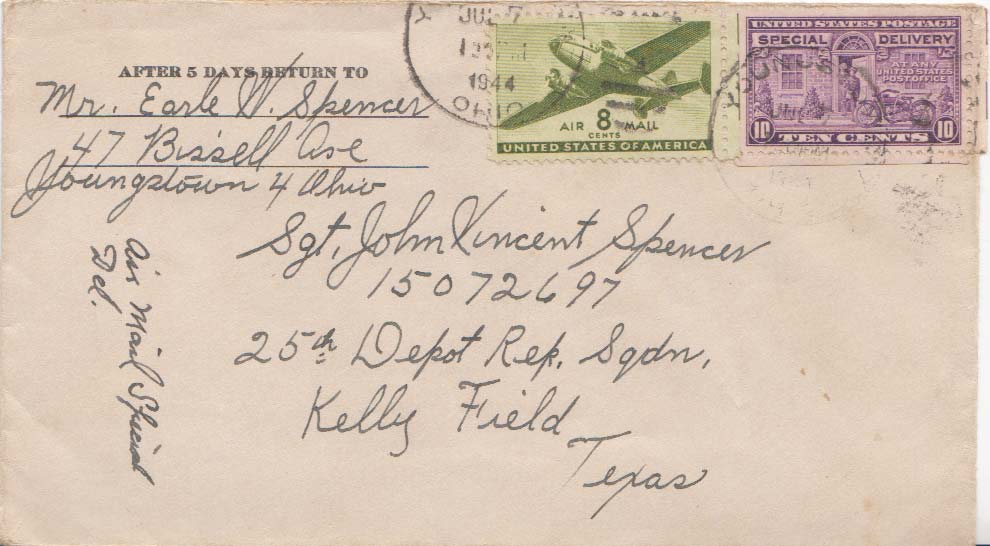 AFTER 5 DAYS RETURN TO
Mr. Earle W. Spencer
47 Bissell Ave
Youngstown 4 Ohio
JUL 7
1944
OHIO
AIR 8 MAIL
CENTS
UNITED STATES OF AMERICA
UNITED STATES POSTAGE
SPECIAL DELIVERY
AT ANY
UNITED STATES
POST OFFICE
10 TEN CENTS 10
Sgt, John Vincent Spencer
15072697
25th Depot Rep. Sqdn,
Kelly Field
Texas
Air Mail Special
Del.